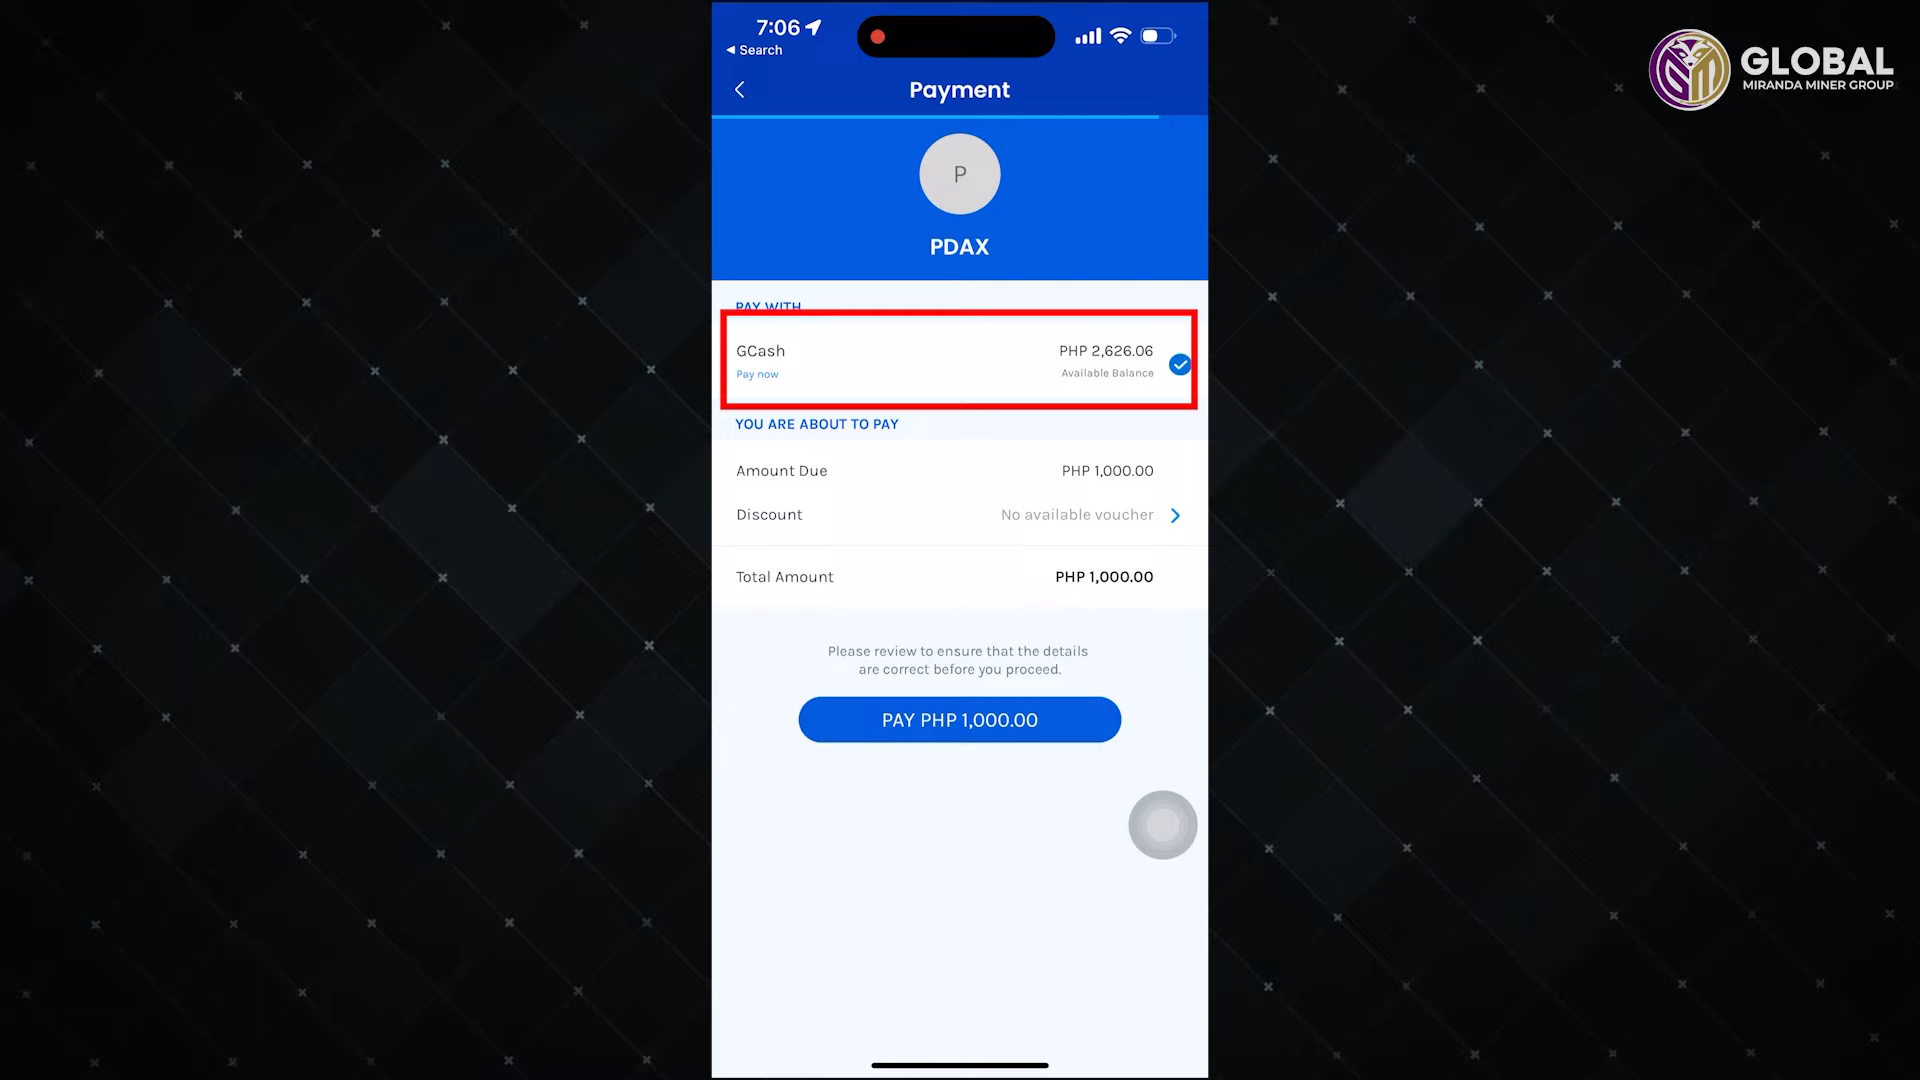 7:06
Search
GLOBAL
MIRANDA MINER GROUP
Payment
P
PDAX
PAY WITH
GCash PHP 2,626.06
Pay now Available Balance
YOU ARE ABOUT TO PAY
Amount Due PHP 1,000.00
Discount No available voucher
Total Amount PHP 1,000.00
Please review to ensure that the details
are correct before you proceed.
PAY PHP 1,000.00